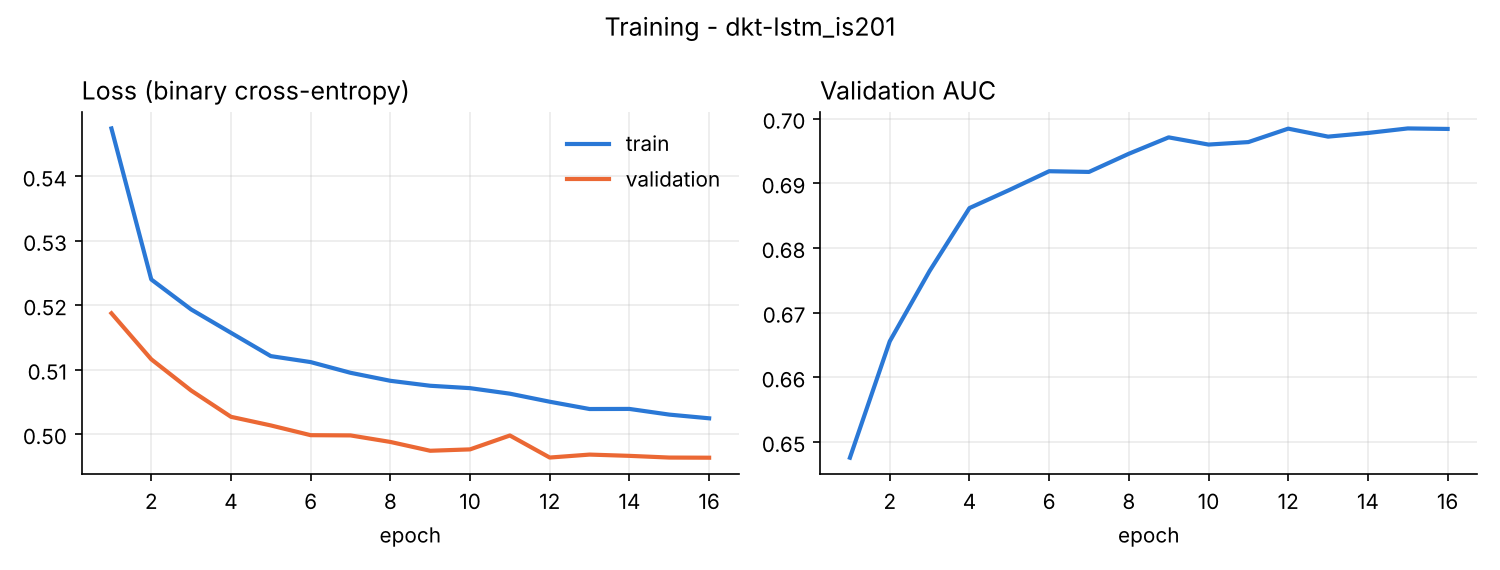 Training - dkt-lstm_is201
Loss (binary cross-entropy)
train
validation
0.54
0.53
0.52
0.51
0.50
2 4 6 8 10 12 14 16
epoch
Validation AUC
0.70
0.69
0.68
0.67
0.66
0.65
2 4 6 8 10 12 14 16
epoch